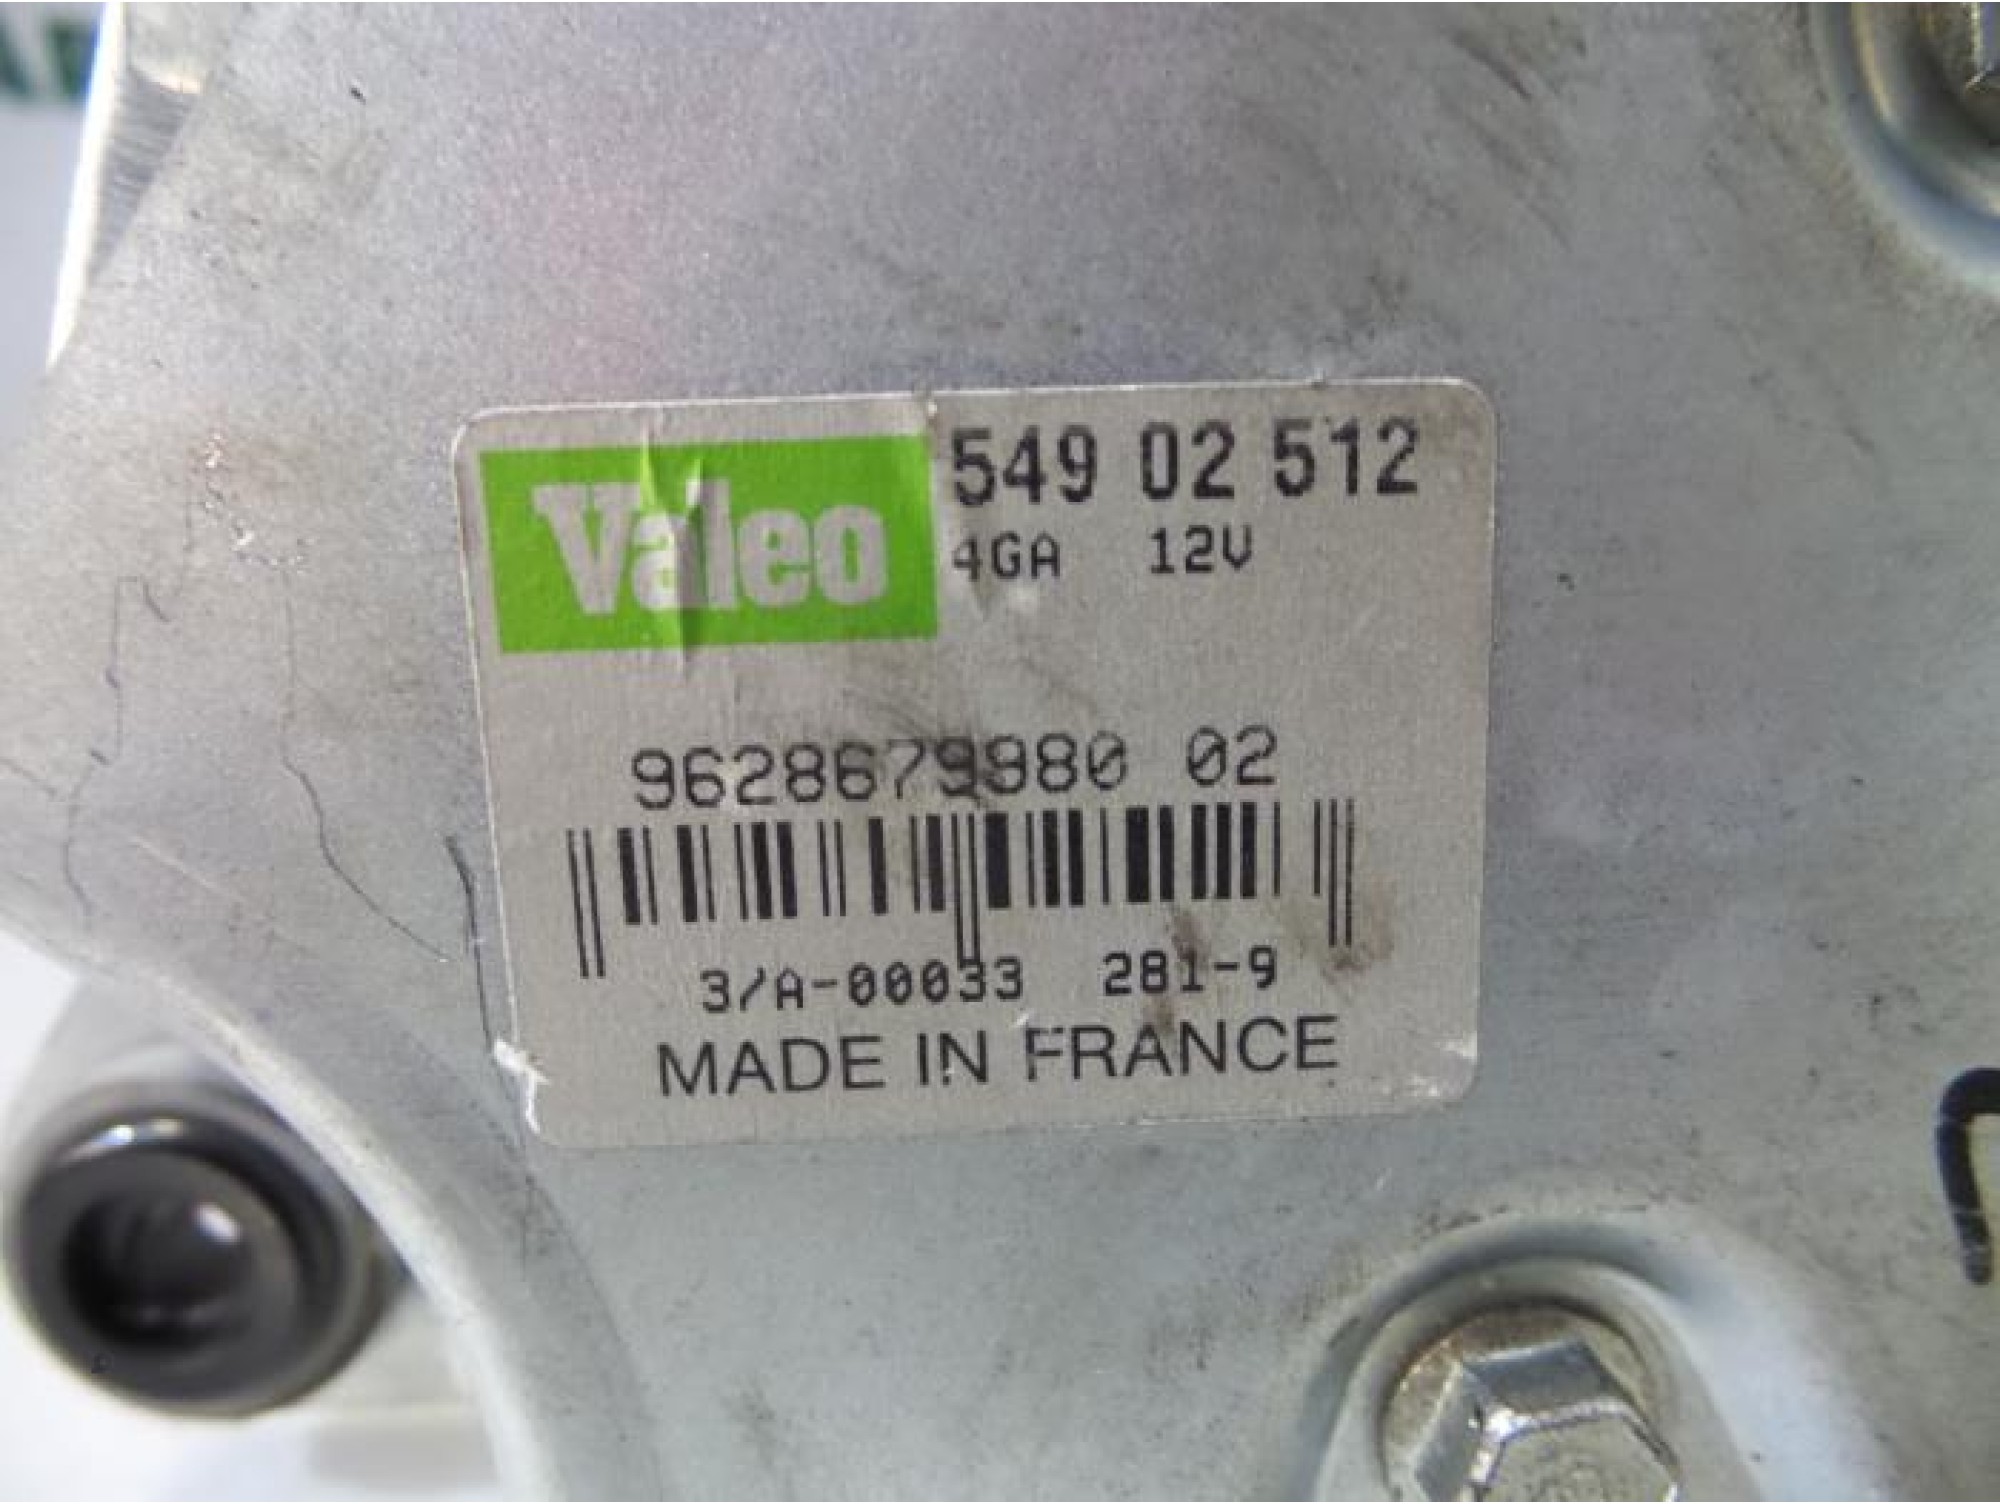 Valeo 549 02 512
4GA 12V
9628679980 02
3/A-00033 281-9
MADE IN FRANCE